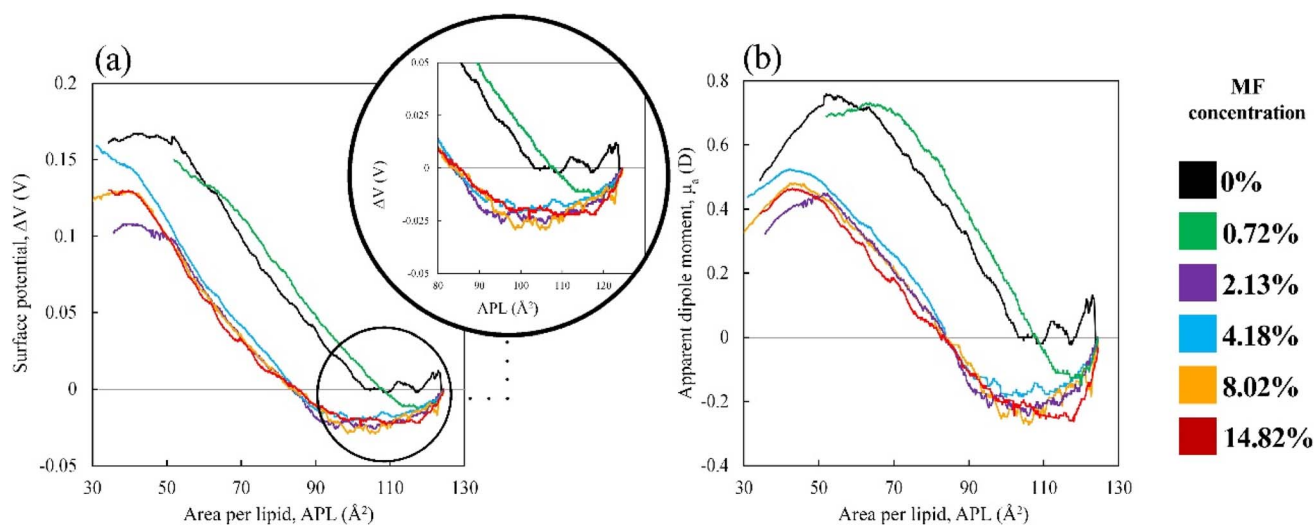 (a)
Surface potential, ΔV (V)
0.2
0.15
0.1
0.05
0
-0.05
30 50 70 90 110 130
Area per lipid, APL (Å²)
ΔV (V)
0.05
0.025
0
-0.025
-0.05
80 90 100 110 120
APL (Å²)
(b)
Apparent dipole moment, μₐ (D)
0.8
0.6
0.4
0.2
0
-0.2
-0.4
30 50 70 90 110 130
Area per lipid, APL (Å²)
MF
concentration
0%
0.72%
2.13%
4.18%
8.02%
14.82%